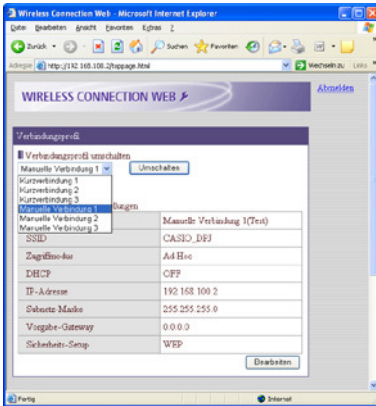 Wireless Connection Web - Microsoft Internet Explorer
Datei Bearbeiten Ansicht Favoriten Extras ?
Zurück Suchen Favoriten
Adresse http://192.168.100.2/toppage.html Wechseln zu Links
WIRELESS CONNECTION WEB
Abmelden
Verbindungsprofil
Verbindungsprofil umschalten
Manuelle Verbindung 1 Umschalten
Kurzverbindung 1
Kurzverbindung 2
Kurzverbindung 3
Manuelle Verbindung 1
Manuelle Verbindung 2
Manuelle Verbindung 3
Manuelle Verbindung 1(Test)
SSID CASIO_DPJ
Zugriffmodus Ad Hoc
DHCP OFF
IP-Adresse 192.168.100.2
Subnetz-Maske 255.255.255.0
Vorgabe-Gateway 0.0.0.0
Sicherheits-Setup WEP
Bearbeiten
Fertig Internet